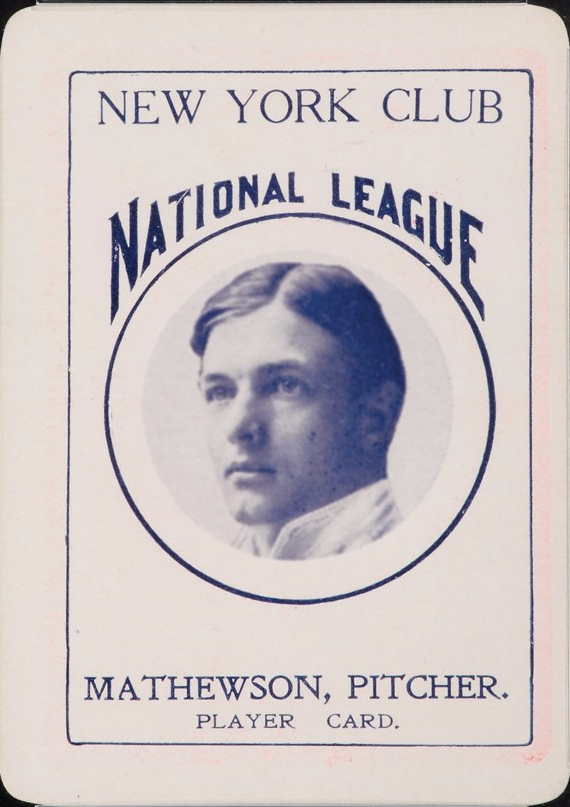 NEW YORK CLUB
NATIONAL LEAGUE
MATHEWSON, PITCHER.
PLAYER CARD.